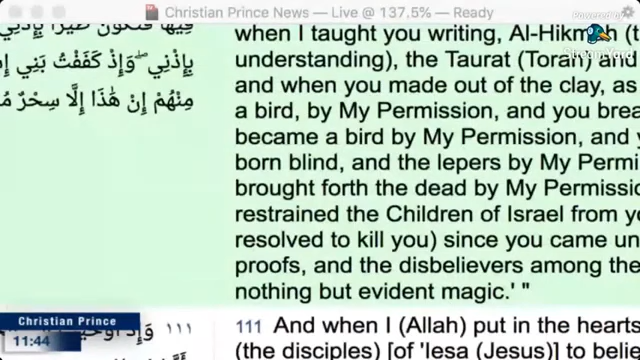 Christian Prince News — Live @ 137,5% — Ready
Powered by
StreamYard
فِيهَا فَتَكُونُ طَيْرًا بِإِذْنِي
بِإِذْنِي ۖ وَإِذْ كَفَفْتُ بَنِي
مِنْهُمْ إِنْ هَٰذَا إِلَّا سِحْرٌ
when I taught you writing, Al-Hikmah (t
understanding), the Taurat (Torah) and
and when you made out of the clay, as
a bird, by My Permission, and you brea
became a bird by My Permission, and y
born blind, and the lepers by My Permi
brought forth the dead by My Permissio
restrained the Children of Israel from yo
resolved to kill you) since you came un
proofs, and the disbelievers among the
nothing but evident magic.' "
Christian Prince
11:44
١١١ وَإِذْ
111 And when I (Allah) put in the hearts
(the disciples) [of 'Iesa (Jesus)] to belie